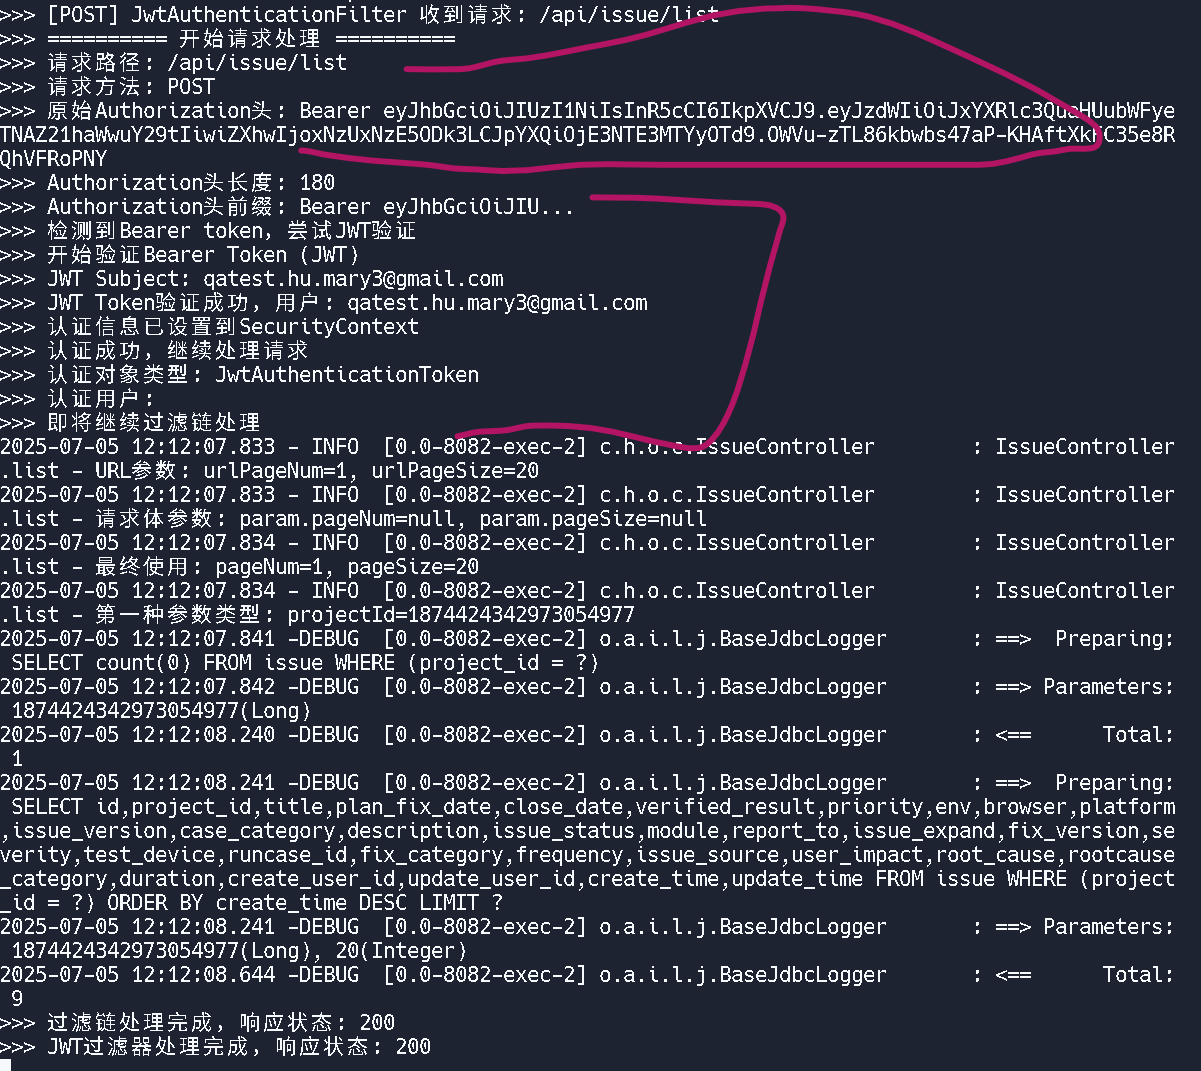 >>> [POST] JwtAuthenticationFilter 收到请求: /api/issue/list
>>> ========== 开始请求处理 ==========
>>> 请求路径: /api/issue/list
>>> 请求方法: POST
>>> 原始Authorization头: Bearer eyJhbGciOiJIUzI1NiIsInR5cCI6IkpXVCJ9.eyJzdWIiOiJxYXRlc3QuaHUubWFye
TNAZ21haWwuY29tIiwiZXhwIjoxNzUxNzE5ODk3LCJpYXQiOjE3NTE3MTYyOTd9.OWVu-zTL86kbwbs47aP-KHAftXk C35e8R
QhVFRoPNY
>>> Authorization头长度: 180
>>> Authorization头前缀: Bearer eyJhbGciOiJIU...
>>> 检测到Bearer token, 尝试JWT验证
>>> 开始验证Bearer Token (JWT)
>>> JWT Subject: qatest.hu.mary3@gmail.com
>>> JWT Token验证成功, 用户: qatest.hu.mary3@gmail.com
>>> 认证信息已设置到SecurityContext
>>> 认证成功, 继续处理请求
>>> 认证对象类型: JwtAuthenticationToken
>>> 认证用户:
>>> 即将继续过滤链处理
2025-07-05 12:12:07.833 - INFO  [0.0-8082-exec-2] c.h.o.c.IssueController        : IssueController
.list - URL参数: urlPageNum=1, urlPageSize=20
2025-07-05 12:12:07.833 - INFO  [0.0-8082-exec-2] c.h.o.c.IssueController        : IssueController
.list - 请求体参数: param.pageNum=null, param.pageSize=null
2025-07-05 12:12:07.834 - INFO  [0.0-8082-exec-2] c.h.o.c.IssueController        : IssueController
.list - 最终使用: pageNum=1, pageSize=20
2025-07-05 12:12:07.834 - INFO  [0.0-8082-exec-2] c.h.o.c.IssueController        : IssueController
.list - 第一种参数类型: projectId=1874424342973054977
2025-07-05 12:12:07.841 -DEBUG  [0.0-8082-exec-2] o.a.i.l.j.BaseJdbcLogger       : ==>  Preparing:
 SELECT count(0) FROM issue WHERE (project_id = ?)
2025-07-05 12:12:07.842 -DEBUG  [0.0-8082-exec-2] o.a.i.l.j.BaseJdbcLogger       : ==> Parameters:
 1874424342973054977(Long)
2025-07-05 12:12:08.240 -DEBUG  [0.0-8082-exec-2] o.a.i.l.j.BaseJdbcLogger       : <==      Total:
 1
2025-07-05 12:12:08.241 -DEBUG  [0.0-8082-exec-2] o.a.i.l.j.BaseJdbcLogger       : ==>  Preparing:
 SELECT id,project_id,title,plan_fix_date,close_date,verified_result,priority,env,browser,platform
,issue_version,case_category,description,issue_status,module,report_to,issue_expand,fix_version,se
verity,test_device,runcase_id,fix_category,frequency,issue_source,user_impact,root_cause,rootcause
_category,duration,create_user_id,update_user_id,create_time,update_time FROM issue WHERE (project
_id = ?) ORDER BY create_time DESC LIMIT ?
2025-07-05 12:12:08.241 -DEBUG  [0.0-8082-exec-2] o.a.i.l.j.BaseJdbcLogger       : ==> Parameters:
 1874424342973054977(Long), 20(Integer)
2025-07-05 12:12:08.644 -DEBUG  [0.0-8082-exec-2] o.a.i.l.j.BaseJdbcLogger       : <==      Total:
 9
>>> 过滤链处理完成, 响应状态: 200
>>> JWT过滤器处理完成, 响应状态: 200